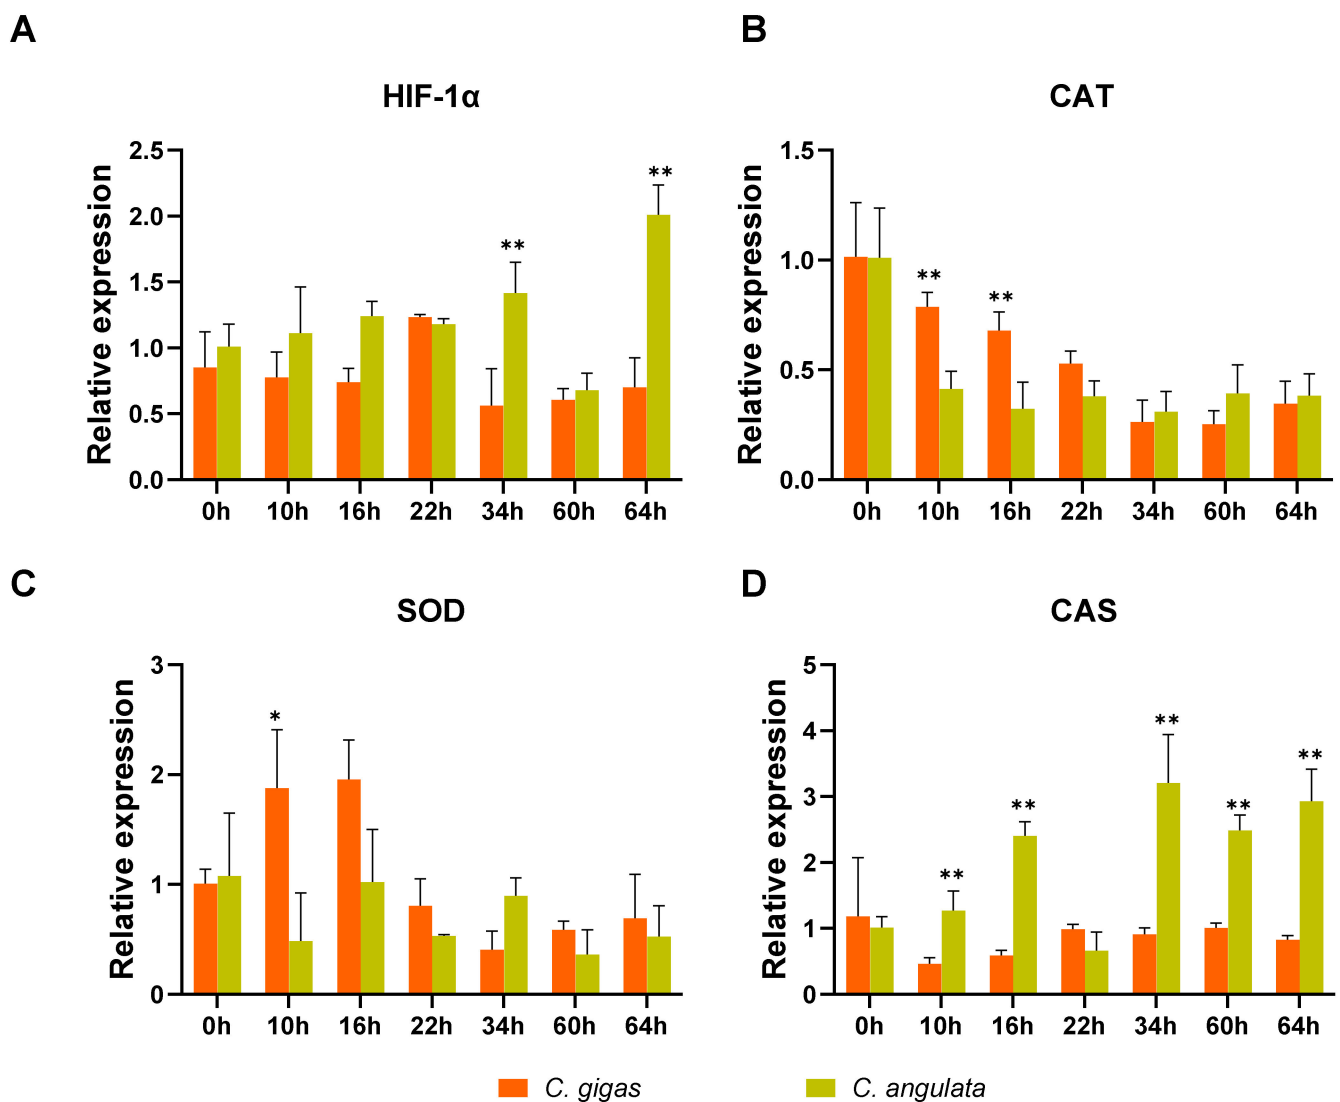 A
HIF-1α
Relative expression
2.5
2.0
1.5
1.0
0.5
0.0
**
**
0h 10h 16h 22h 34h 60h 64h
B
CAT
Relative expression
1.5
1.0
0.5
0.0
**
**
0h 10h 16h 22h 34h 60h 64h
C
SOD
Relative expression
3
2
1
0
*
0h 10h 16h 22h 34h 60h 64h
D
CAS
Relative expression
5
4
3
2
1
0
**
**
**
**
**
0h 10h 16h 22h 34h 60h 64h
C. gigas
C. angulata